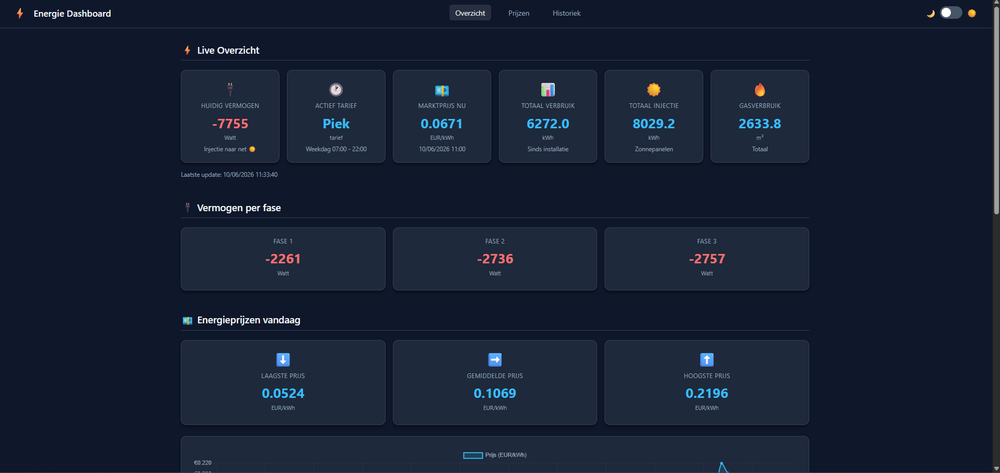 Energie Dashboard
Overzicht
Prijzen
Historiek
Live Overzicht
HUIDIG VERMOGEN
-7755
Watt
Injectie naar net
ACTIEF TARIEF
Piek
tarief
Weekdag 07:00 - 22:00
MARKTPRIJS NU
0.0671
EUR/kWh
10/06/2026 11:00
TOTAAL VERBRUIK
6272.0
kWh
Sinds installatie
TOTAAL INJECTIE
8029.2
kWh
Zonnepanelen
GASVERBRUIK
2633.8
m³
Totaal
Laatste update: 10/06/2026 11:33:40
Vermogen per fase
FASE 1
-2261
Watt
FASE 2
-2736
Watt
FASE 3
-2757
Watt
Energieprijzen vandaag
LAAGSTE PRIJS
0.0524
EUR/kWh
GEMIDDELDE PRIJS
0.1069
EUR/kWh
HOOGSTE PRIJS
0.2196
EUR/kWh
Prijs (EUR/kWh)
€0.220